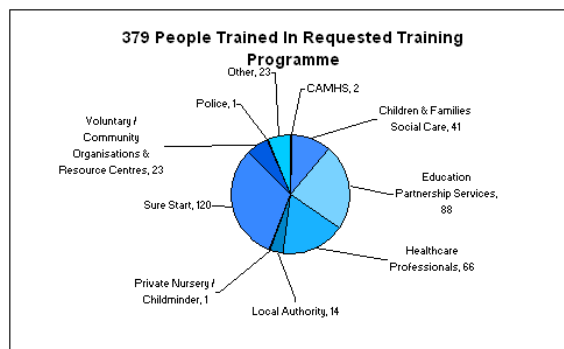 379 People Trained In Requested Training
Programme
Other, 23
CAMHS, 2
Police, 1
Children & Families
Social Care, 41
Voluntary /
Community
Organisations &
Resource Centres, 23
Education
Partnership Services,
88
Sure Start, 120
Healthcare
Professionals, 66
Private Nursery /
Childminder, 1
Local Authority, 14